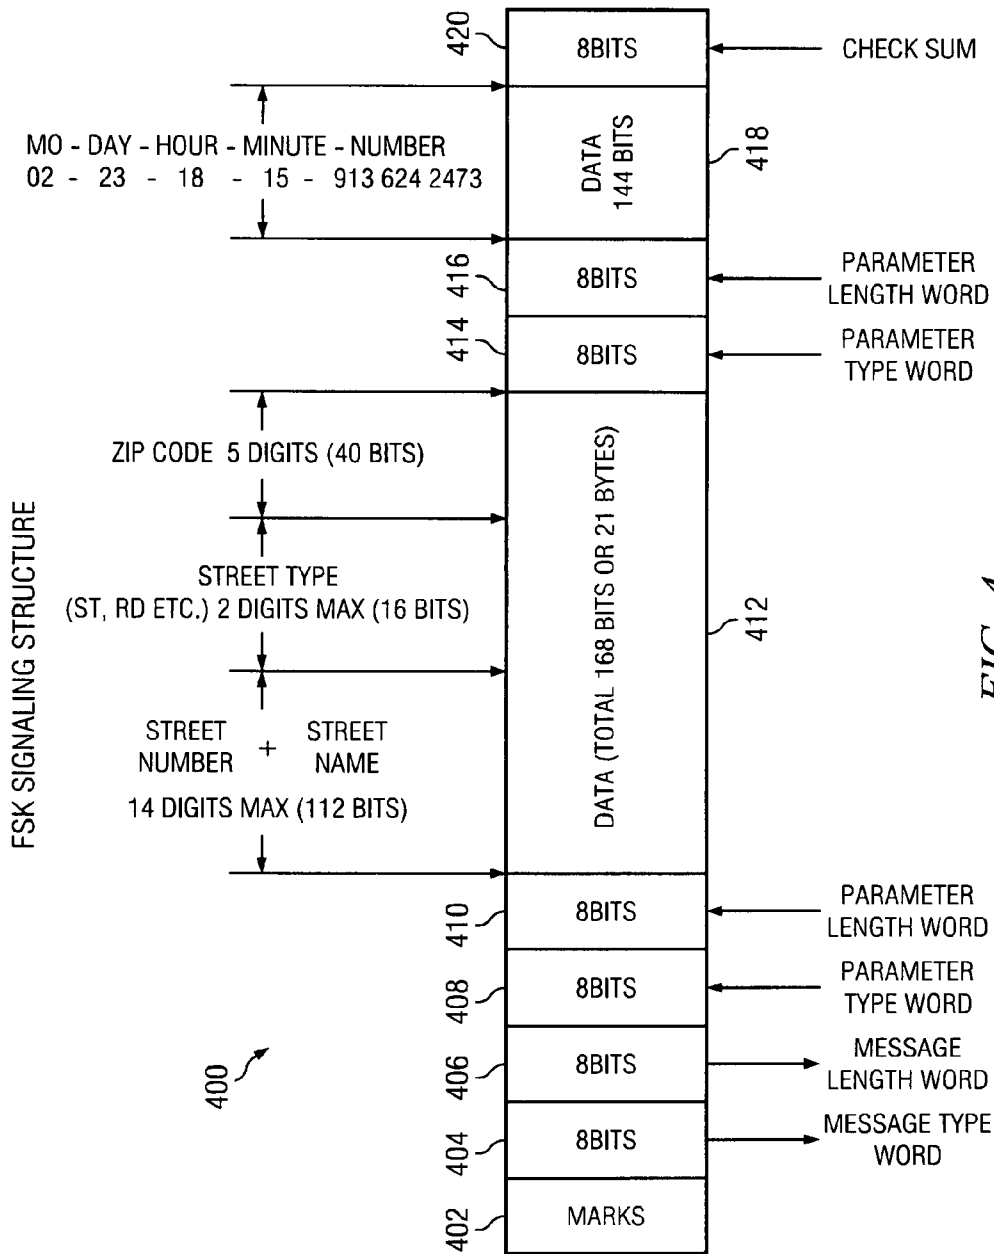 FSK SIGNALING STRUCTURE
420
8BITS
CHECK SUM
MO - DAY - HOUR - MINUTE - NUMBER
02 - 23 - 18 - 15 - 913 624 2473
DATA
144 BITS
418
416
8BITS
PARAMETER
LENGTH WORD
414
8BITS
PARAMETER
TYPE WORD
ZIP CODE 5 DIGITS (40 BITS)
STREET TYPE
(ST, RD ETC.) 2 DIGITS MAX (16 BITS)
STREET
NUMBER
+
STREET
NAME
14 DIGITS MAX (112 BITS)
DATA (TOTAL 168 BITS OR 21 BYTES)
412
410
8BITS
PARAMETER
LENGTH WORD
408
8BITS
PARAMETER
TYPE WORD
400
406
8BITS
MESSAGE
LENGTH WORD
404
8BITS
MESSAGE TYPE
WORD
402
MARKS
FIG. 4